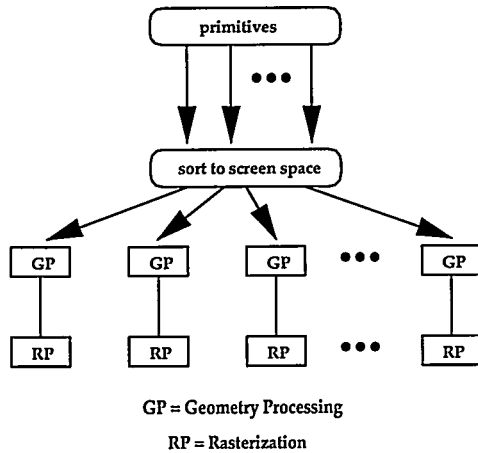 primitives
sort to screen space
GP GP GP GP
RP RP RP RP
GP = Geometry Processing
RP = Rasterization